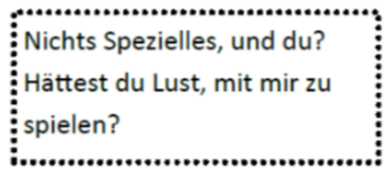 Nichts Spezielles, und du?
Hättest du Lust, mit mir zu
spielen?